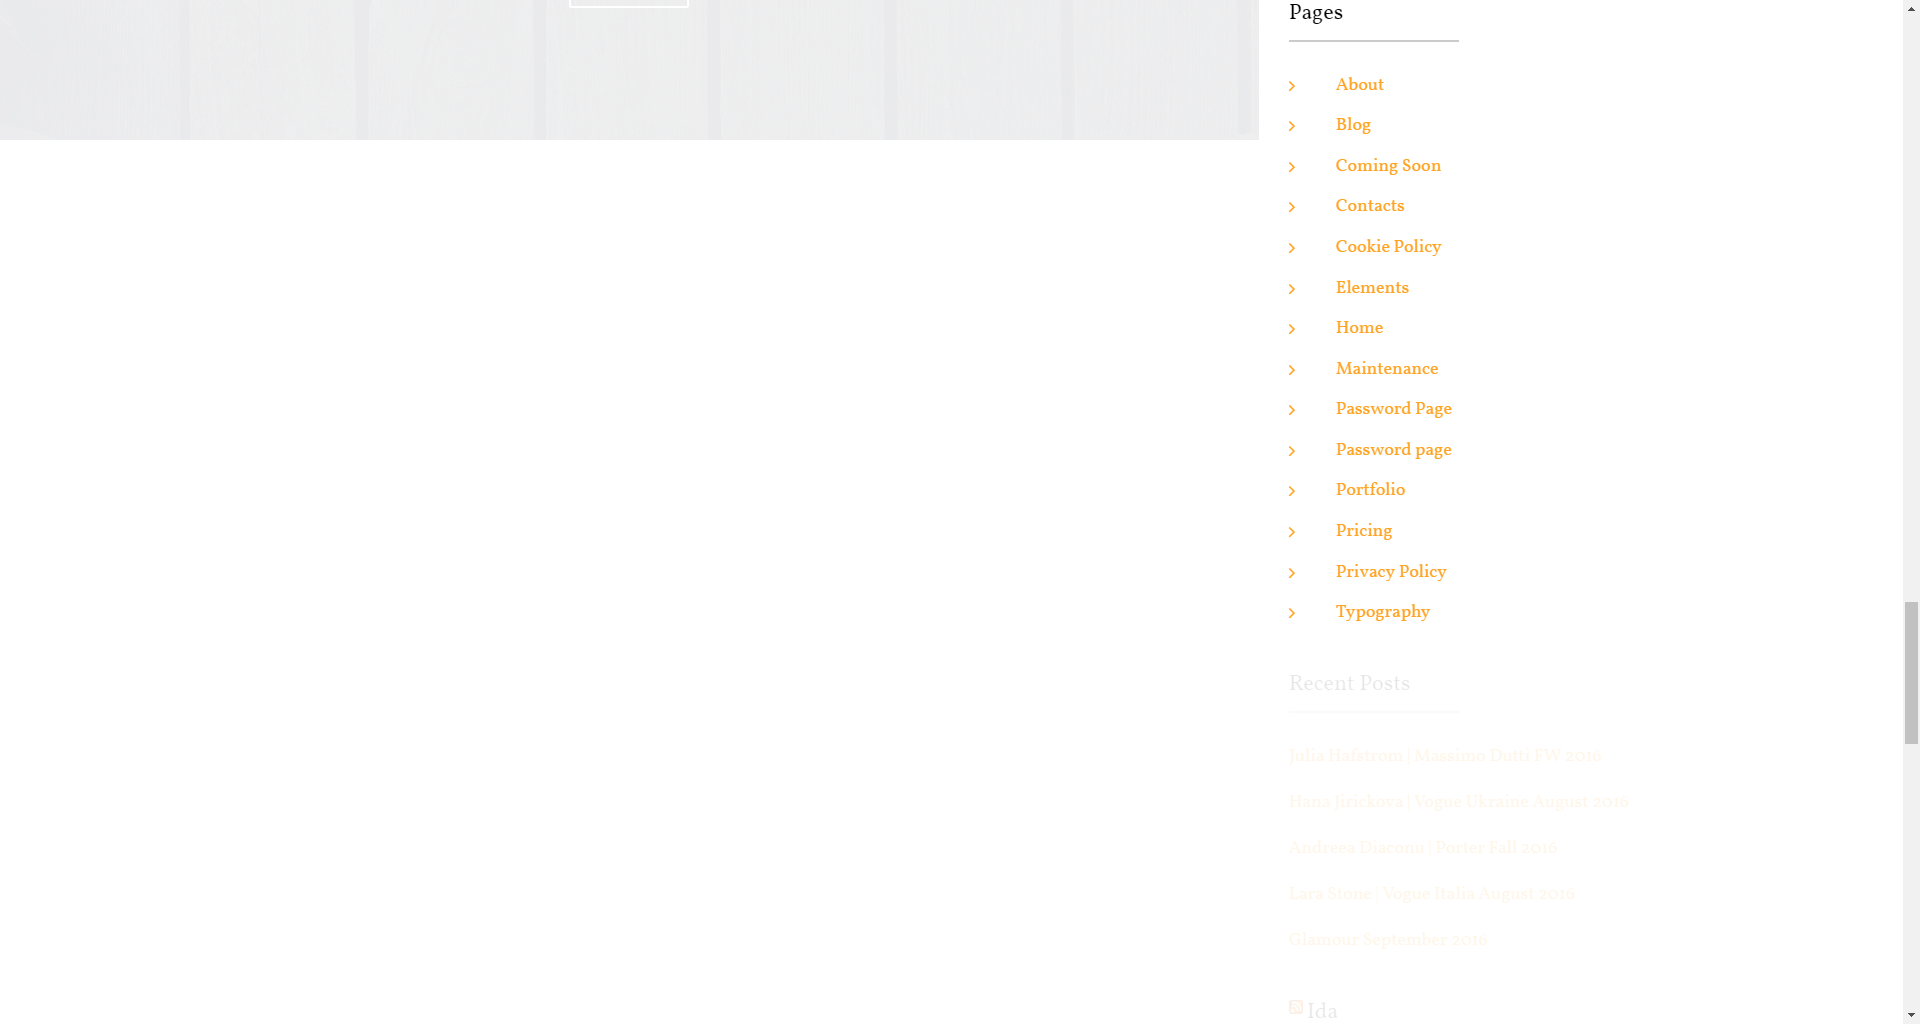 Pages
About
Blog
Coming Soon
Contacts
Cookie Policy
Elements
Home
Maintenance
Password Page
Password page
Portfolio
Pricing
Privacy Policy
Typography
Recent Posts
Julia Hafstrom | Massimo Dutti FW 2016
Hana Jirickova | Vogue Ukraine August 2016
Andreea Diaconu | Porter Fall 2016
Lara Stone | Vogue Italia August 2016
Glamour September 2016
Ida